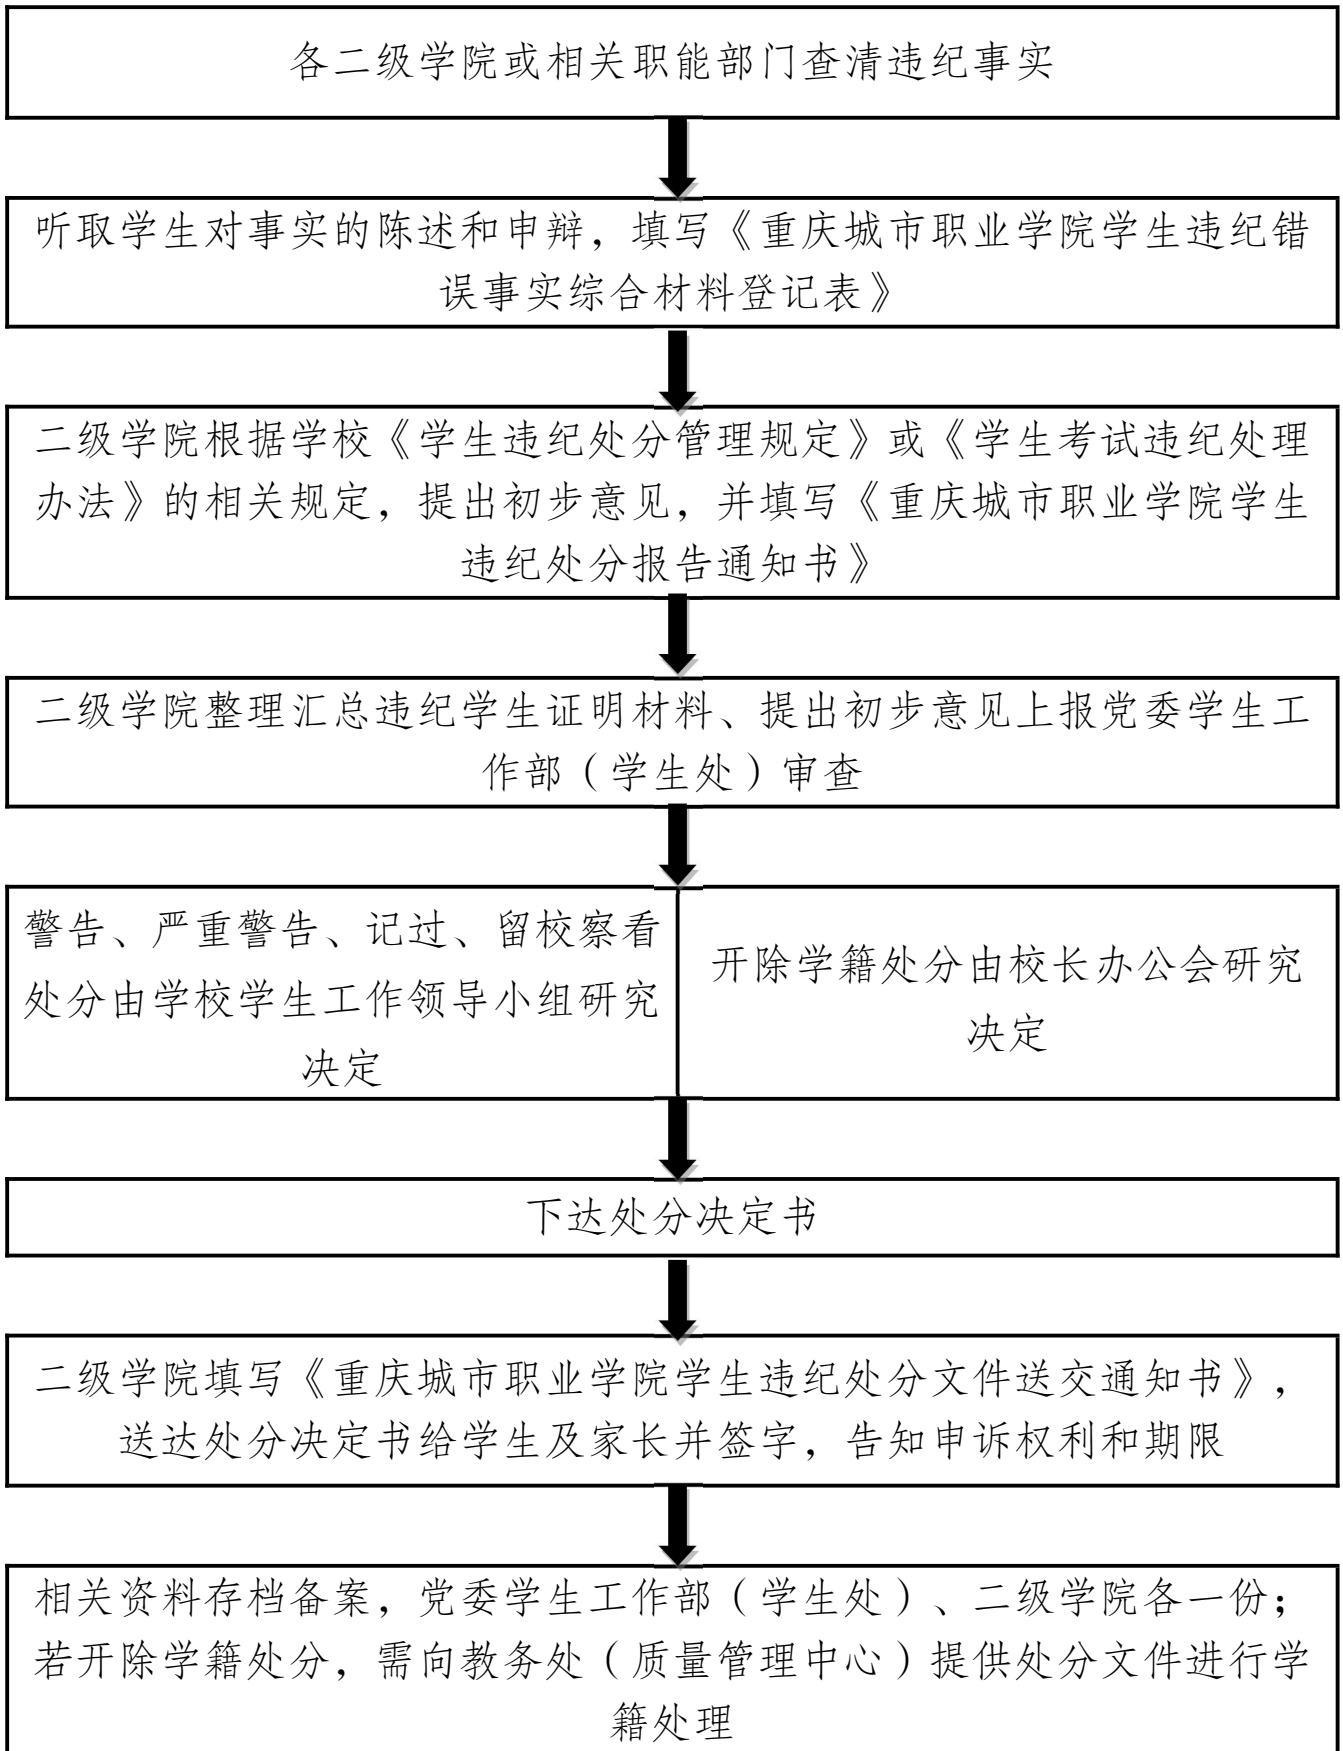 各二级学院或相关职能部门查清违纪事实
听取学生对事实的陈述和申辩，填写《重庆城市职业学院学生违纪错
误事实综合材料登记表》
二级学院根据学校《学生违纪处分管理规定》或《学生考试违纪处理
办法》的相关规定，提出初步意见，并填写《重庆城市职业学院学生
违纪处分报告通知书》
二级学院整理汇总违纪学生证明材料、提出初步意见上报党委学生工
作部（学生处）审查
警告、严重警告、记过、留校察看
处分由学校学生工作领导小组研究
决定
开除学籍处分由校长办公会研究
决定
下达处分决定书
二级学院填写《重庆城市职业学院学生违纪处分文件送交通知书》，
送达处分决定书给学生及家长并签字，告知申诉权利和期限
相关资料存档备案，党委学生工作部（学生处）、二级学院各一份；
若开除学籍处分，需向教务处（质量管理中心）提供处分文件进行学
籍处理